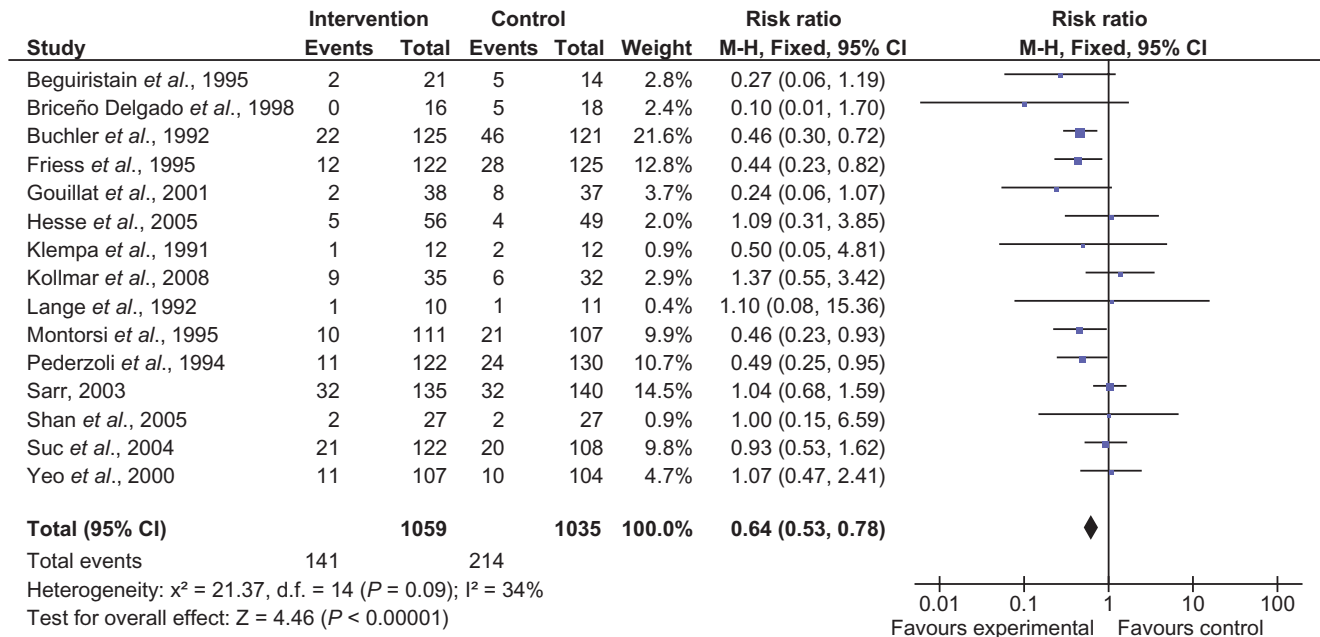 Intervention Control Risk ratio Risk ratio
Study Events Total Events Total Weight M-H, Fixed, 95% CI M-H, Fixed, 95% CI
Beguiristain et al., 1995 2 21 5 14 2.8% 0.27 (0.06, 1.19)
Briceño Delgado et al., 1998 0 16 5 18 2.4% 0.10 (0.01, 1.70)
Buchler et al., 1992 22 125 46 121 21.6% 0.46 (0.30, 0.72)
Friess et al., 1995 12 122 28 125 12.8% 0.44 (0.23, 0.82)
Gouillat et al., 2001 2 38 8 37 3.7% 0.24 (0.06, 1.07)
Hesse et al., 2005 5 56 4 49 2.0% 1.09 (0.31, 3.85)
Klempa et al., 1991 1 12 2 12 0.9% 0.50 (0.05, 4.81)
Kollmar et al., 2008 9 35 6 32 2.9% 1.37 (0.55, 3.42)
Lange et al., 1992 1 10 1 11 0.4% 1.10 (0.08, 15.36)
Montorsi et al., 1995 10 111 21 107 9.9% 0.46 (0.23, 0.93)
Pederzoli et al., 1994 11 122 24 130 10.7% 0.49 (0.25, 0.95)
Sarr, 2003 32 135 32 140 14.5% 1.04 (0.68, 1.59)
Shan et al., 2005 2 27 2 27 0.9% 1.00 (0.15, 6.59)
Suc et al., 2004 21 122 20 108 9.8% 0.93 (0.53, 1.62)
Yeo et al., 2000 11 107 10 104 4.7% 1.07 (0.47, 2.41)
Total (95% CI) 1059 1035 100.0% 0.64 (0.53, 0.78)
Total events 141 214
Heterogeneity: x² = 21.37, d.f. = 14 (P = 0.09); I² = 34%
Test for overall effect: Z = 4.46 (P < 0.00001)
0.01 0.1 1 10 100
Favours experimental Favours control